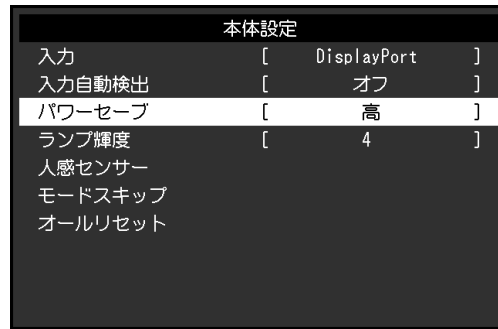 本体設定
入力 [ DisplayPort ]
入力自動検出 [ オフ ]
パワーセーブ [ 高 ]
ランプ輝度 [ 4 ]
人感センサー
モードスキップ
オールリセット